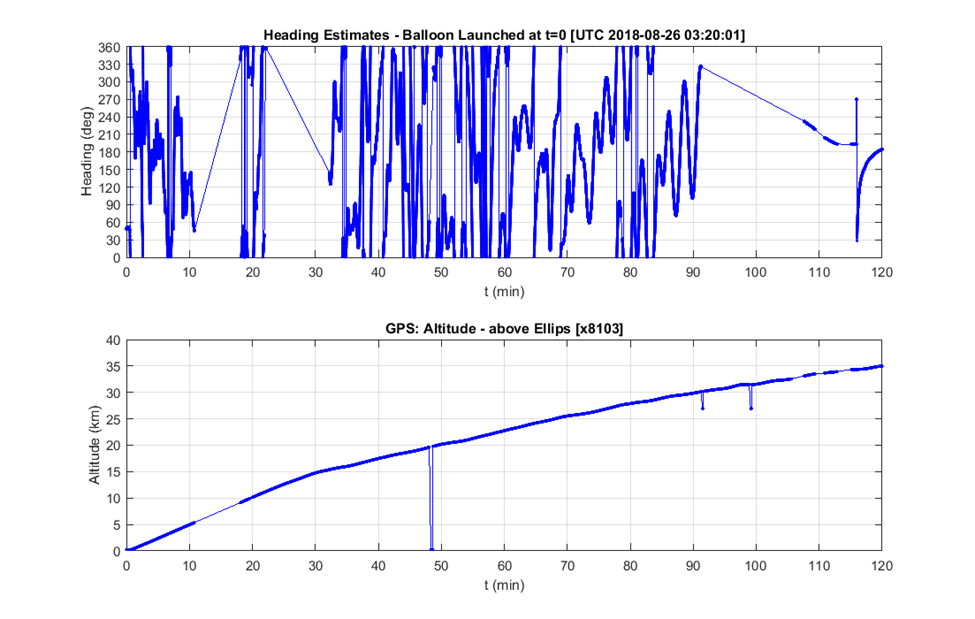 Heading Estimates - Balloon Launched at t=0 [UTC 2018-08-26 03:20:01]
360
330
300
270
240
210
180
150
120
90
60
30
0
Heading (deg)
0 10 20 30 40 50 60 70 80 90 100 110 120
t (min)
GPS: Altitude - above Ellips [x8103]
40
35
30
25
20
15
10
5
0
Altitude (km)
0 10 20 30 40 50 60 70 80 90 100 110 120
t (min)